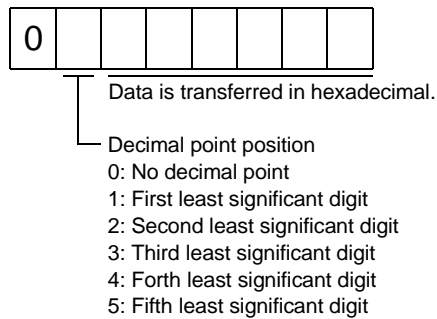 0
Data is transferred in hexadecimal.
Decimal point position
0: No decimal point
1: First least significant digit
2: Second least significant digit
3: Third least significant digit
4: Forth least significant digit
5: Fifth least significant digit